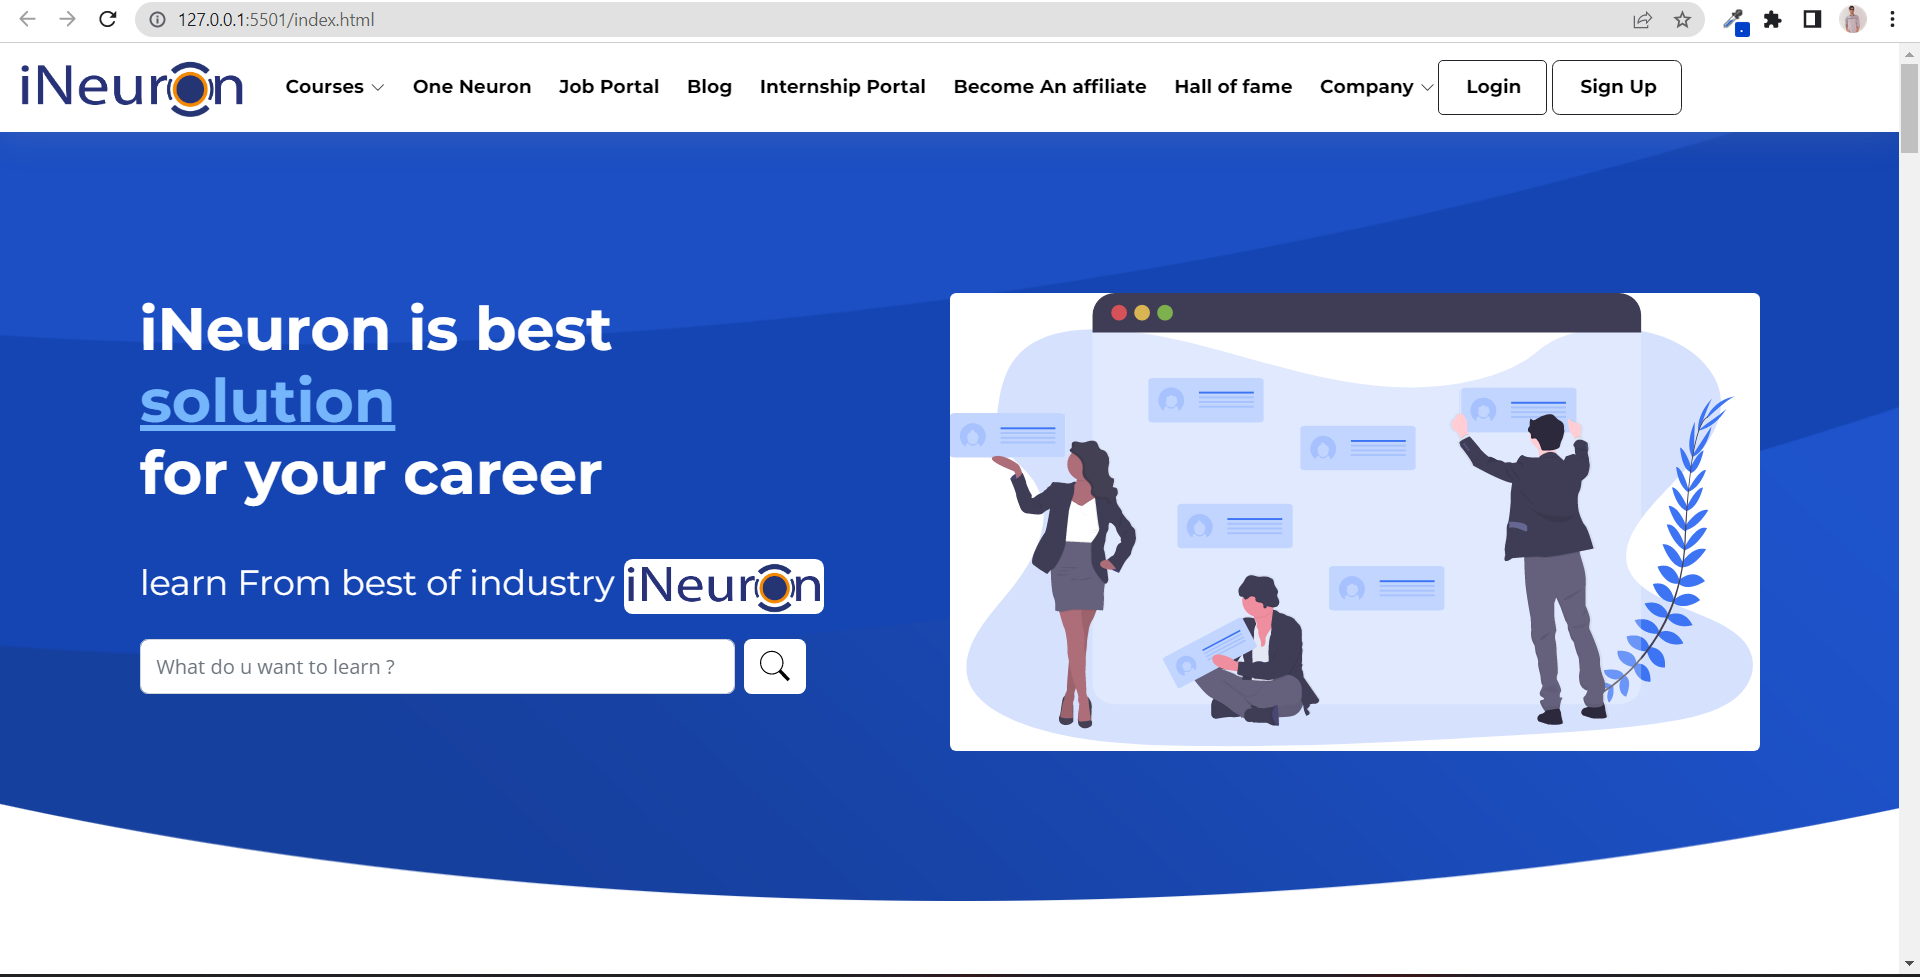 127.0.0.1:5501/index.html
iNeuron Courses One Neuron Job Portal Blog Internship Portal Become An affiliate Hall of fame Company Login Sign Up
iNeuron is best
solution
for your career
learn From best of industry iNeuron
What do u want to learn ?